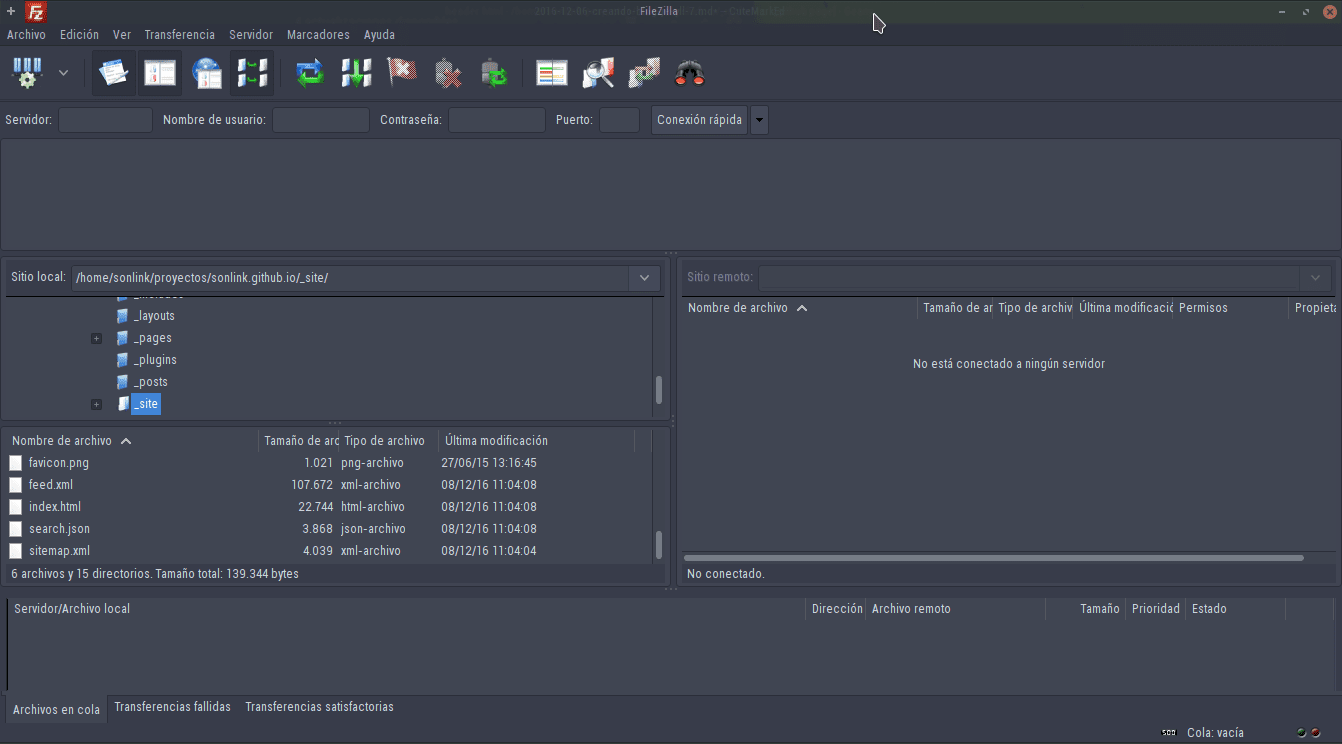 FileZilla
Archivo Edición Ver Transferencia Servidor Marcadores Ayuda
Servidor: Nombre de usuario: Contraseña: Puerto: Conexión rápida
Sitio local: /home/sonlink/proyectos/sonlink.github.io/_site/
Sitio remoto:
_layouts
_pages
_plugins
_posts
_site
Nombre de archivo Tamaño de arc Tipo de archivo Última modificación
favicon.png 1.021 png-archivo 27/06/15 13:16:45
feed.xml 107.672 xml-archivo 08/12/16 11:04:08
index.html 22.744 html-archivo 08/12/16 11:04:08
search.json 3.868 json-archivo 08/12/16 11:04:08
sitemap.xml 4.039 xml-archivo 08/12/16 11:04:04
6 archivos y 15 directorios. Tamaño total: 139.344 bytes
Nombre de archivo Tamaño de ar Tipo de archiv Última modificaci Permisos Propieta
No está conectado a ningún servidor
No conectado.
Servidor/Archivo local Dirección Archivo remoto Tamaño Prioridad Estado
Archivos en cola Transferencias fallidas Transferencias satisfactorias
Cola: vacía